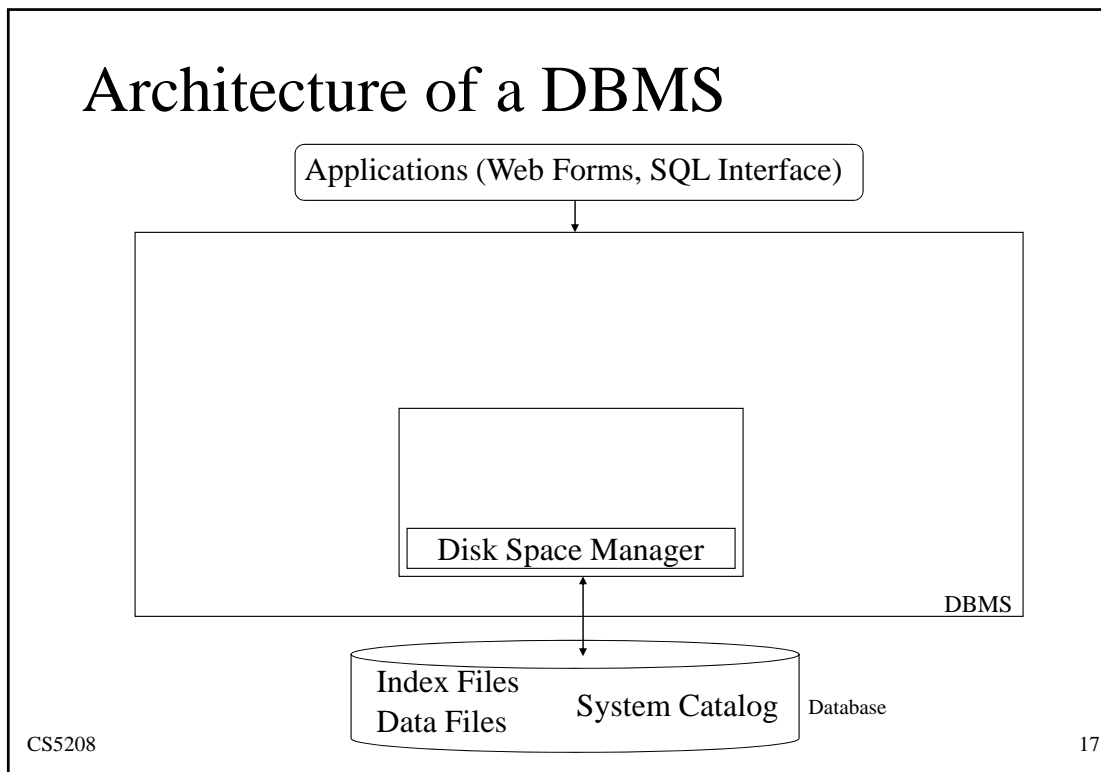 Architecture of a DBMS
Applications (Web Forms, SQL Interface)
Disk Space Manager
DBMS
Index Files
Data Files
System Catalog
Database
CS5208
17